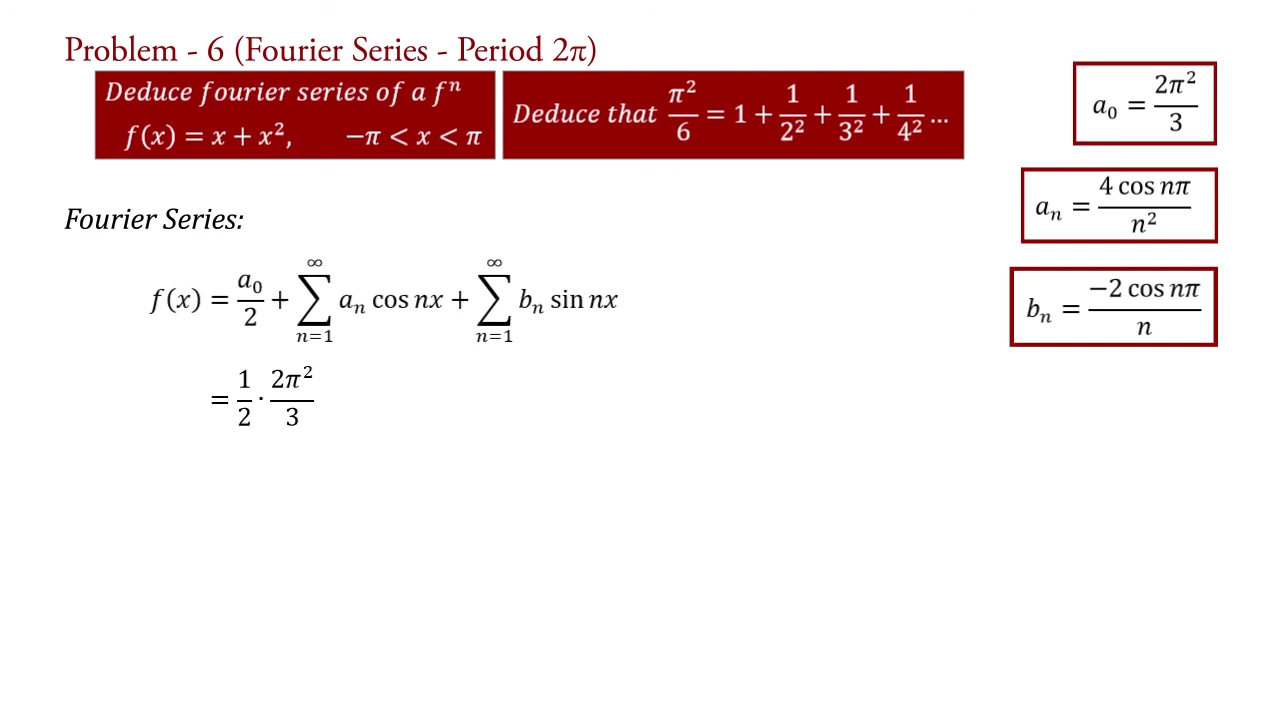 Problem - 6 (Fourier Series - Period 2π)
Deduce fourier series of a fⁿ
f(x) = x + x², −π < x < π
Deduce that π²/6 = 1 + 1/2² + 1/3² + 1/4² ...
a₀ = 2π²/3
aₙ = 4 cos nπ / n²
bₙ = −2 cos nπ / n
Fourier Series:
f(x) = a₀/2 + ∑_{n=1}^{∞} aₙ cos nx + ∑_{n=1}^{∞} bₙ sin nx
= 1/2 · 2π²/3